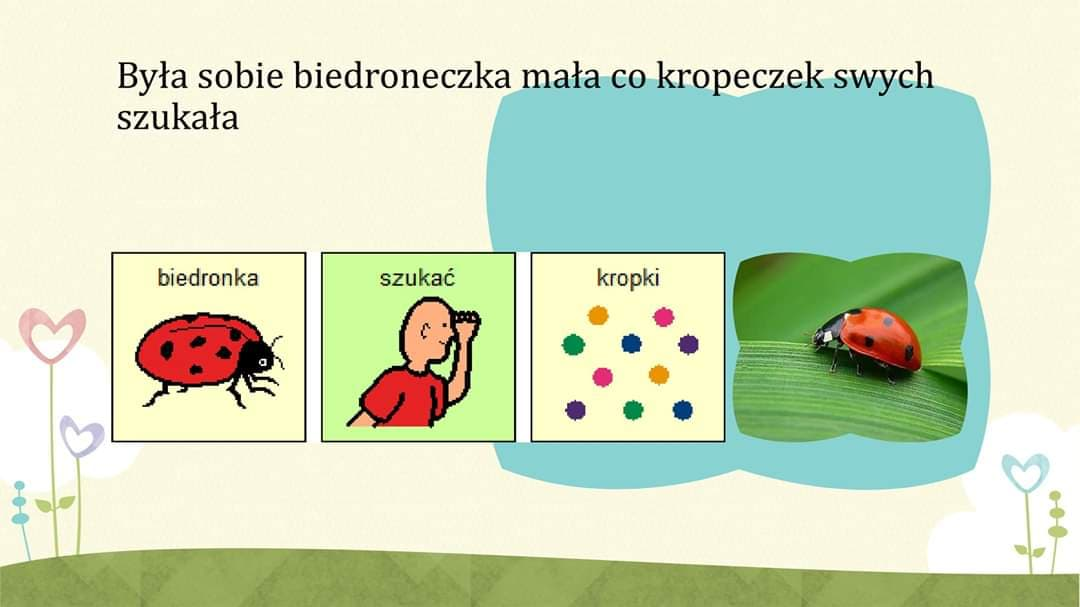 Była sobie biedroneczka mała co kropeczek swych
szukała
biedronka
szukać
kropki